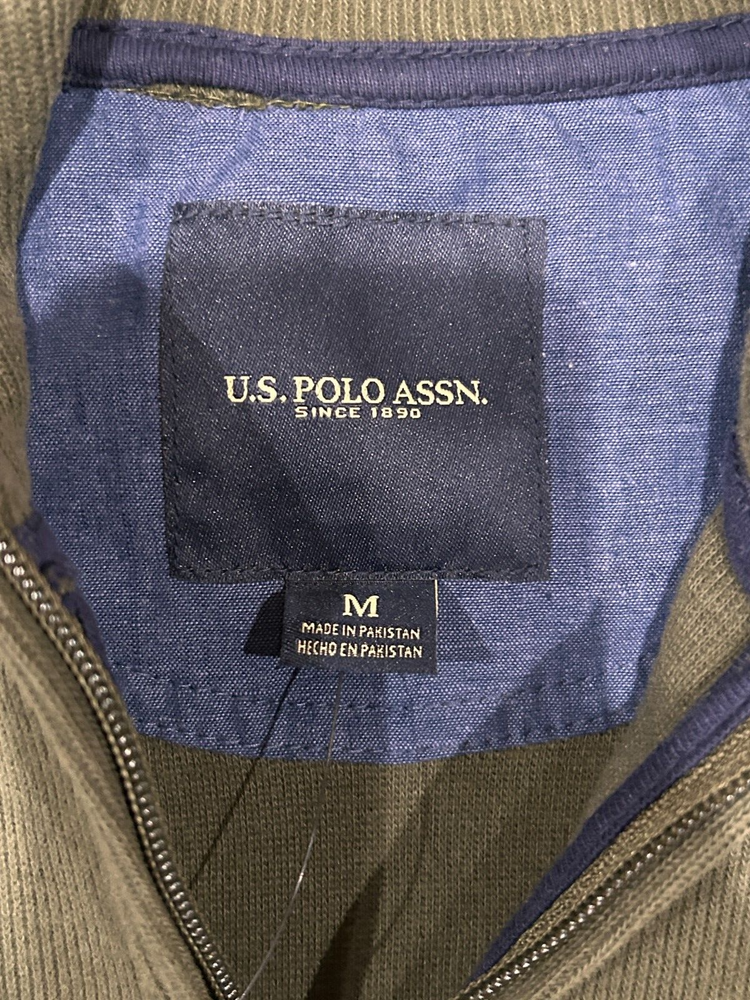 U.S. POLO ASSN.
SINCE 1890
M
MADE IN PAKISTAN
HECHO EN PAKISTAN